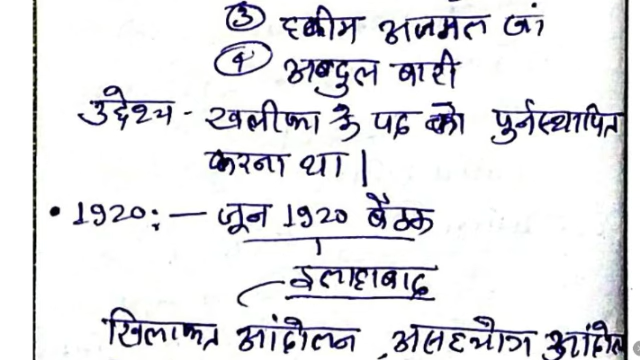 ③ हकीम अजमल खां
④ अब्दुल बारी
उद्देश्य - खलीफा के पद को पुर्नस्थापित
करना था |
• 1920: — जून 1920 बैठक
इलाहाबाद
खिलाफत आंदोलन असहयोग आंदोल